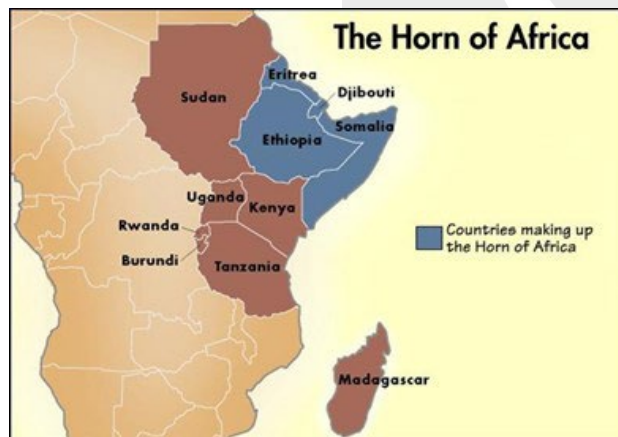 The Horn of Africa
Eritrea
Sudan
Djibouti
Somalia
Ethiopia
Uganda
Kenya
Rwanda
Burundi
Tanzania
Countries making up
the Horn of Africa
Madagascar